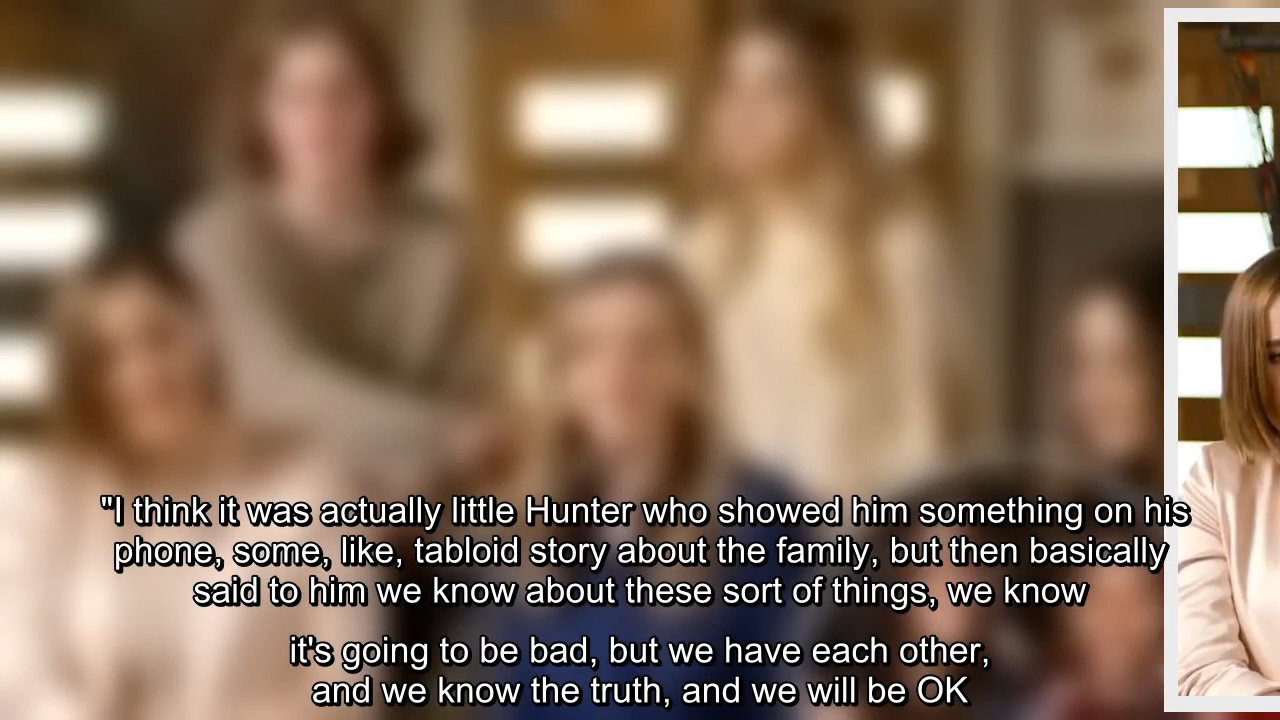 "I think it was actually little Hunter who showed him something on his
phone, some, like, tabloid story about the family, but then basically
said to him we know about these sort of things, we know
it's going to be bad, but we have each other,
and we know the truth, and we will be OK